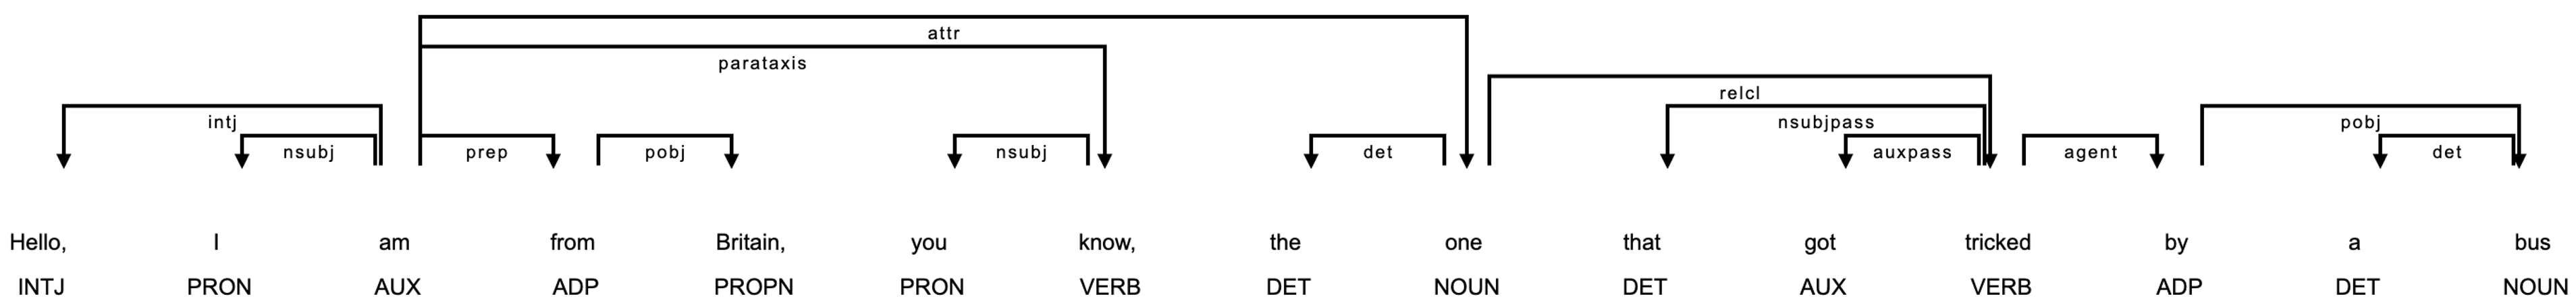 attr
parataxis
relcl
intj nsubjpass pobj
nsubj prep pobj nsubj det auxpass agent det
Hello, I am from Britain, you know, the one that got tricked by a bus
INTJ PRON AUX ADP PROPN PRON VERB DET NOUN DET AUX VERB ADP DET NOUN